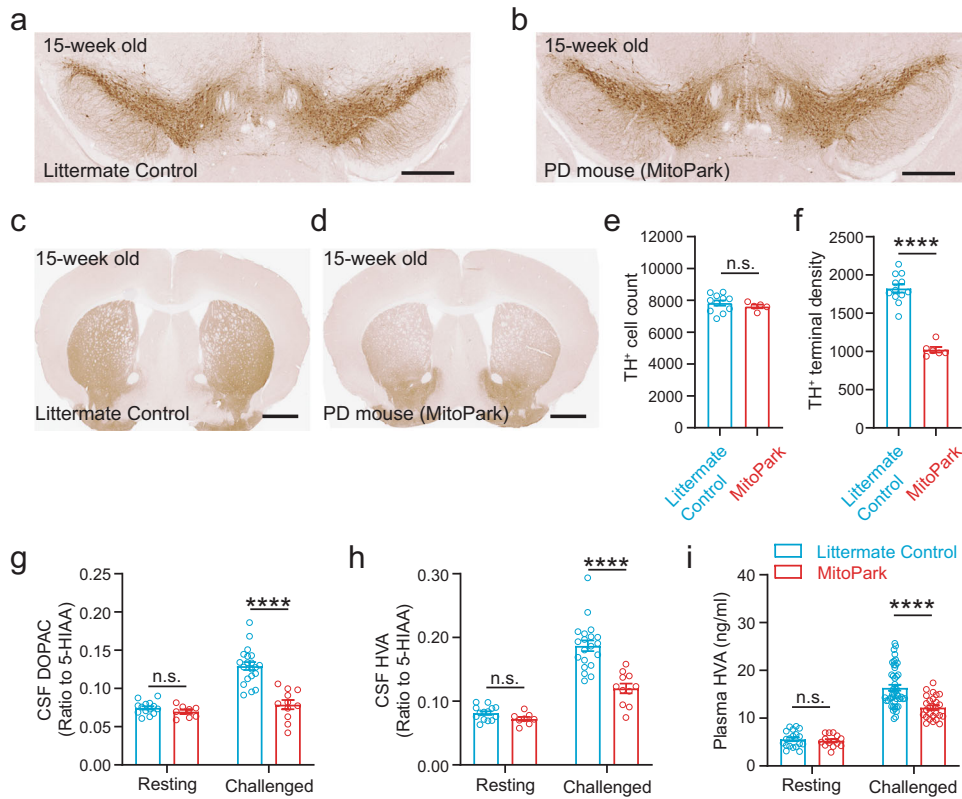 a
15-week old
Littermate Control
b
15-week old
PD mouse (MitoPark)
c
15-week old
Littermate Control
d
15-week old
PD mouse (MitoPark)
e
TH⁺ cell count
12000
10000
8000
6000
4000
2000
0
n.s.
Littermate
Control
MitoPark
f
TH⁺ terminal density
2500
2000
1500
1000
500
0
****
Littermate
Control
MitoPark
g
CSF DOPAC
(Ratio to 5-HIAA)
0.25
0.20
0.15
0.10
0.05
0.00
n.s.
****
Resting
Challenged
h
CSF HVA
(Ratio to 5-HIAA)
0.30
0.20
0.10
0.00
n.s.
****
Resting
Challenged
i
Littermate Control
MitoPark
Plasma HVA (ng/ml)
40
30
20
10
0
n.s.
****
Resting
Challenged